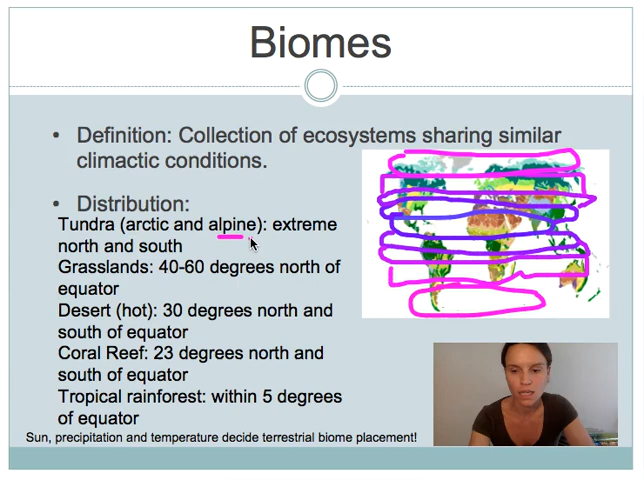 Biomes
• Definition: Collection of ecosystems sharing similar
climactic conditions.
• Distribution:
Tundra (arctic and alpine): extreme
north and south
Grasslands: 40-60 degrees north of
equator
Desert (hot): 30 degrees north and
south of equator
Coral Reef: 23 degrees north and
south of equator
Tropical rainforest: within 5 degrees
of equator
Sun, precipitation and temperature decide terrestrial biome placement!